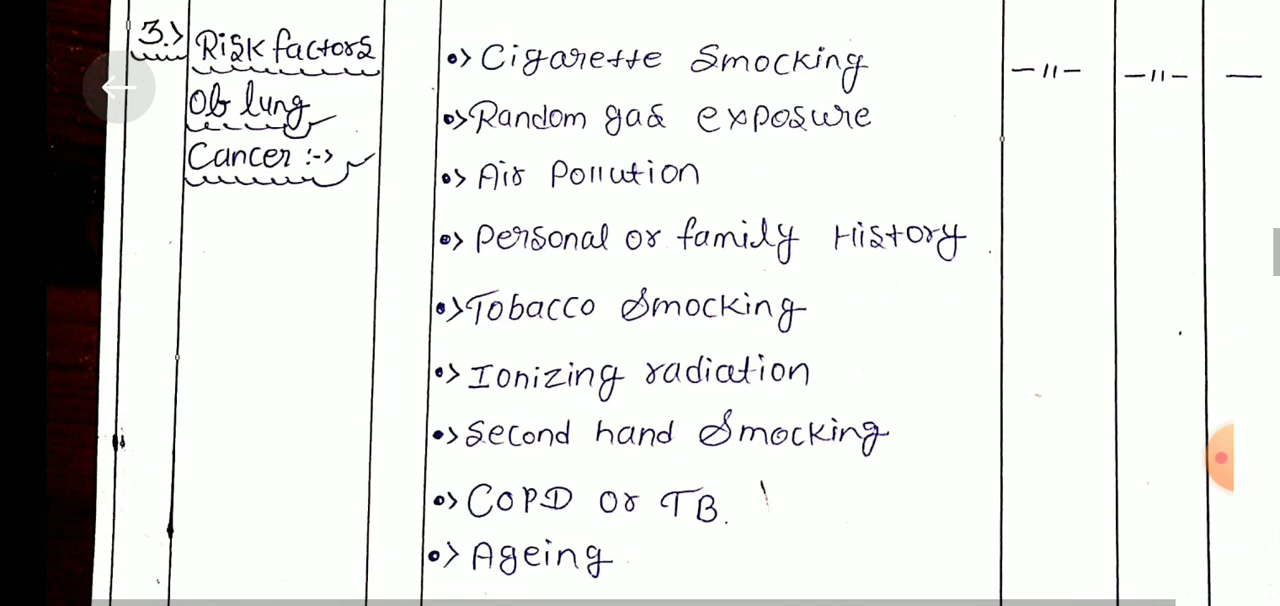 3.> Risk factors
Ob lung
Cancer :->
•> Cigarette Smocking
•> Random gas exposure
•> Air Pollution
•> Personal or family History
•> Tobacco Smocking
•> Ionizing radiation
•> Second hand Smocking
•> COPD or TB.
•> Ageing
—11— —11— —